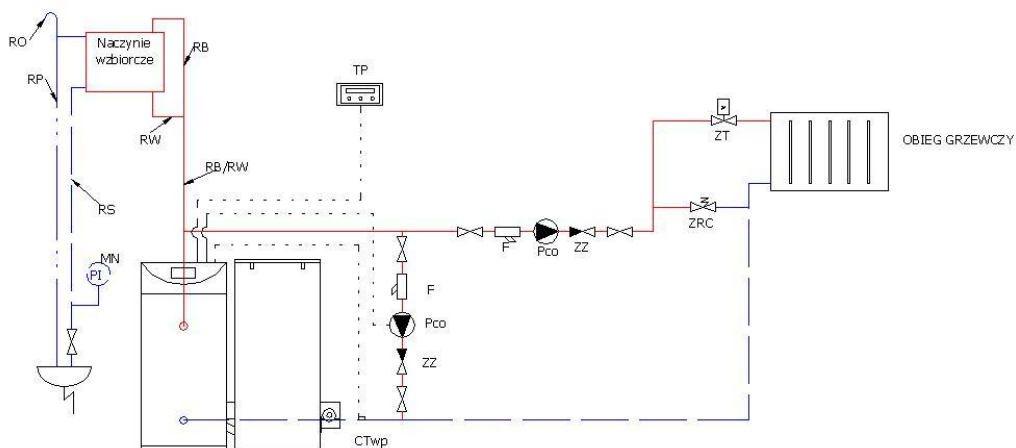 RO
Naczynie
wzbiorcze
RB
RP
TP
RW
ZT
OBIEG GRZEWCZY
RB/RW
RS
ZRC
F
Pco
ZZ
MN
PI
F
Pco
ZZ
CTwp